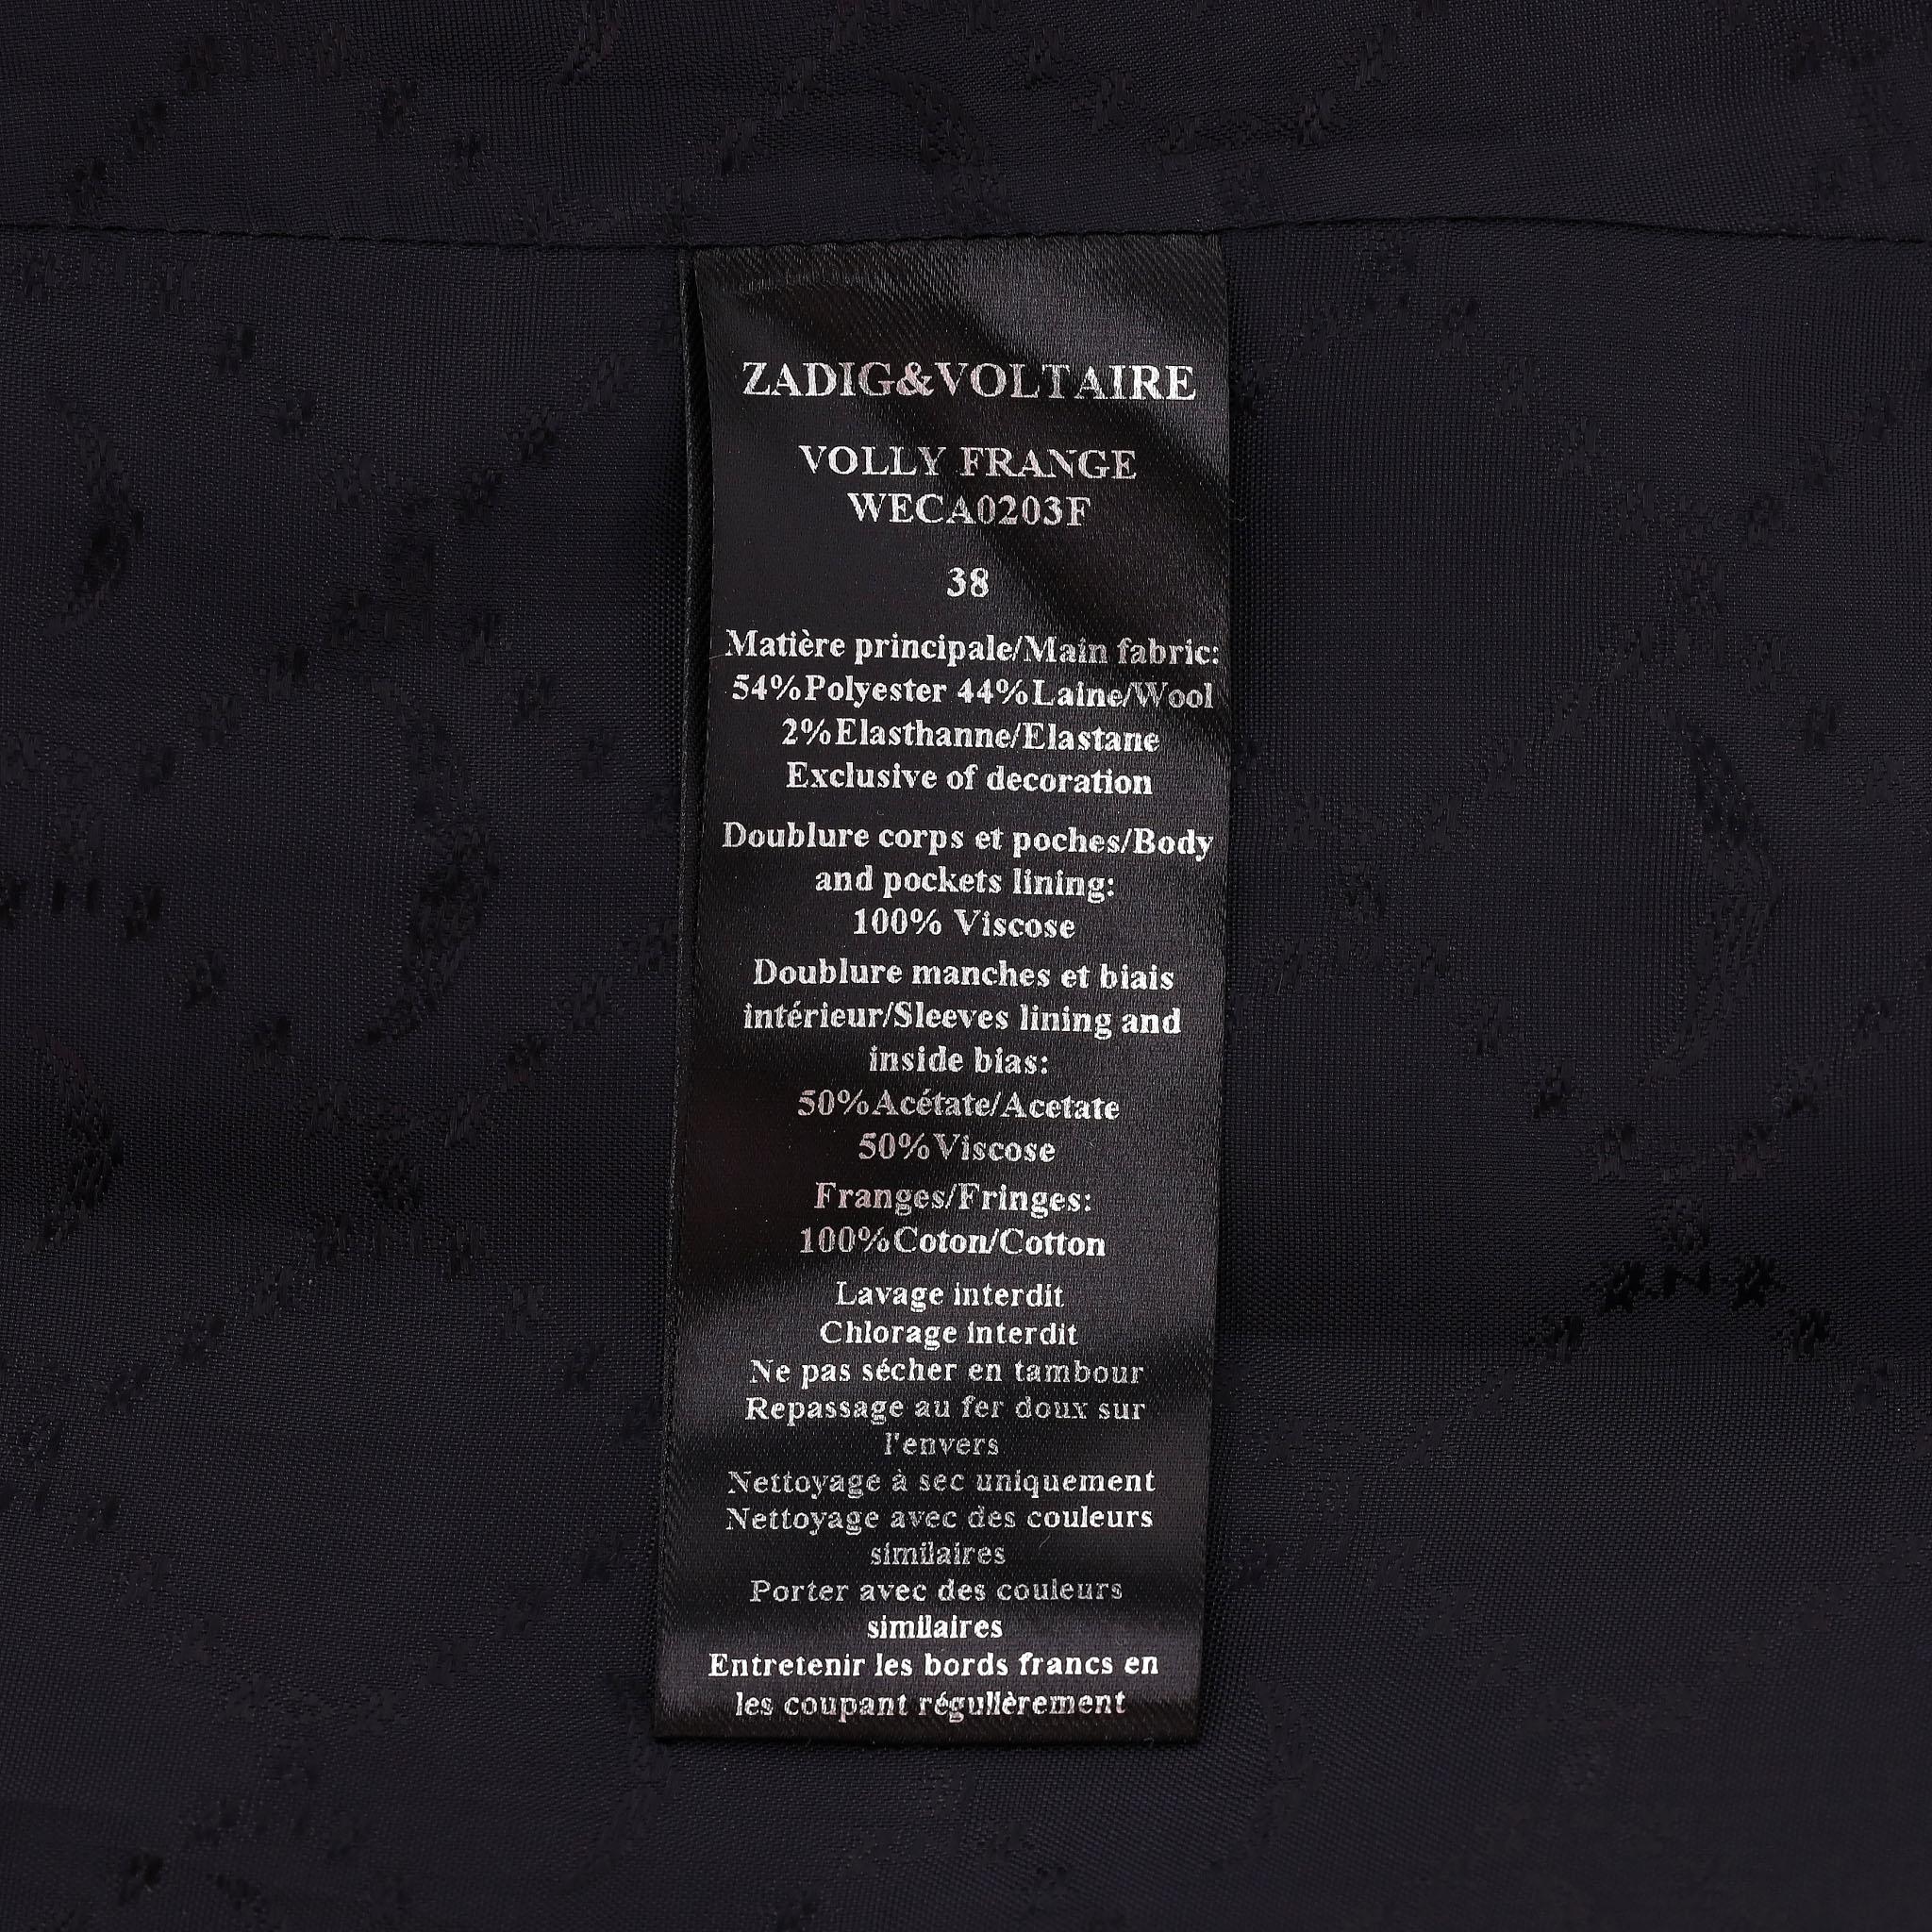 ZADIG&VOLTAIRE
VOLLY FRANGE
WECA0203F
38
Matière principale/Main fabric:
54%Polyester 44%Laine/Wool
2%Elasthanne/Elastane
Exclusive of decoration
Doublure corps et poches/Body
and pockets lining:
100% Viscose
Doublure manches et biais
intérieur/Sleeves lining and
inside bias:
50%Acétate/Acetate
50%Viscose
Franges/Fringes:
100%Coton/Cotton
Lavage interdit
Chlorage interdit
Ne pas sécher en tambour
Repassage au fer doux sur
l'envers
Nettoyage à sec uniquement
Nettoyage avec des couleurs
similaires
Porter avec des couleurs
similaires
Entretenir les bords francs en
les coupant régulièrement